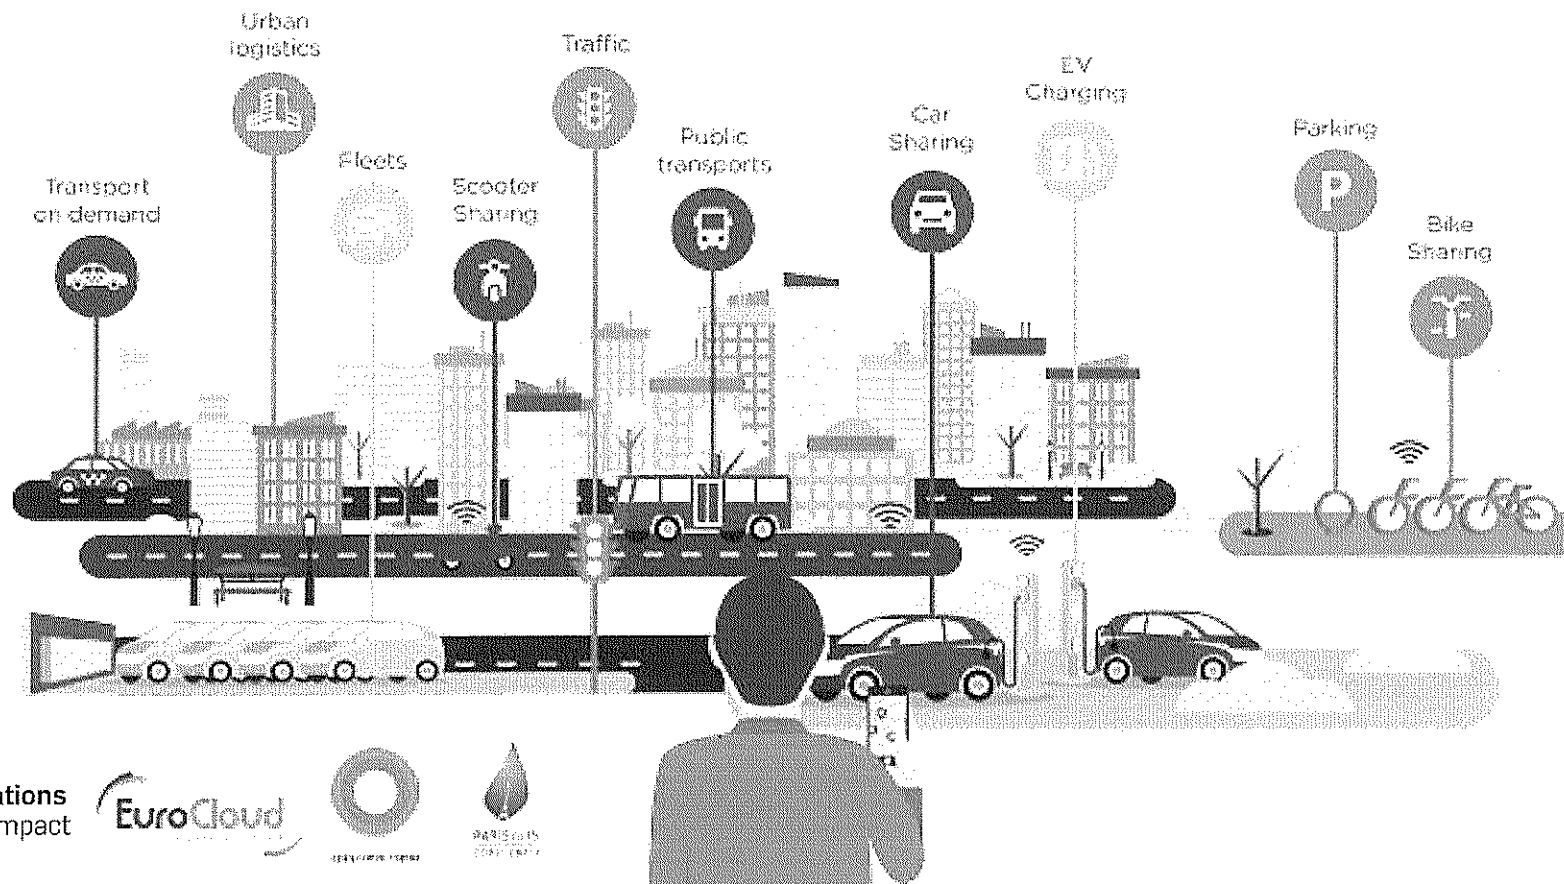 Urban
logistics
Traffic
EV
Charging
Car
Sharing
Parking
Public
transports
Fleets
Scooter
Sharing
Transport
on demand
Bike
Sharing
P
ations
mpact
EuroCloud
PARIS2015